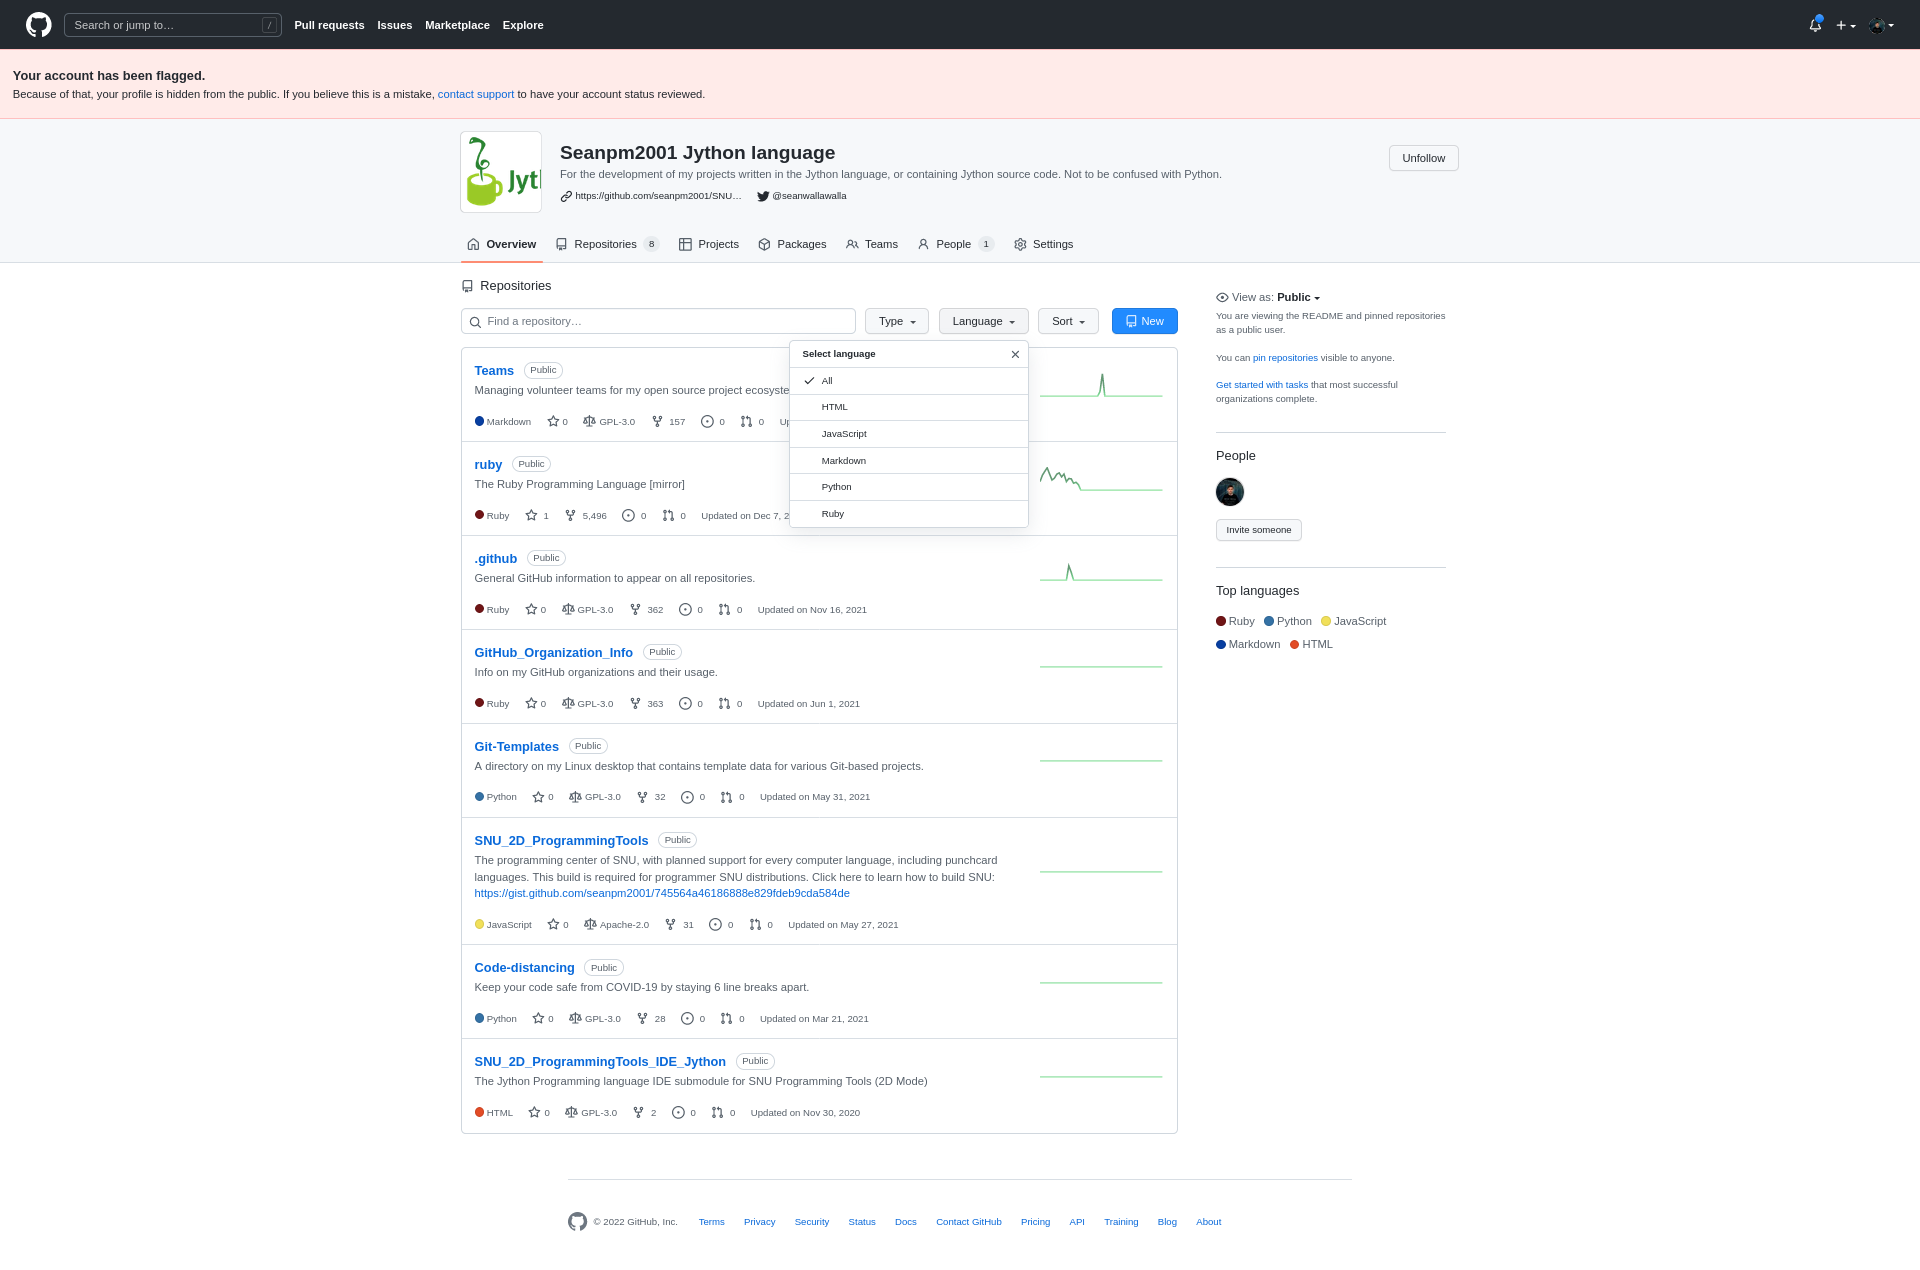 Search or jump to…
/
Pull requests
Issues
Marketplace
Explore
Your account has been flagged.
Because of that, your profile is hidden from the public. If you believe this is a mistake, contact support to have your account status reviewed.
Jyt
Seanpm2001 Jython language
For the development of my projects written in the Jython language, or containing Jython source code. Not to be confused with Python.
https://github.com/seanpm2001/SNU…
@seanwallawalla
Unfollow
Overview
Repositories 8
Projects
Packages
Teams
People 1
Settings
Repositories
Find a repository…
Type
Language
Sort
New
Select language
All
HTML
JavaScript
Markdown
Python
Ruby
Teams Public
Managing volunteer teams for my open source project ecosyste
Markdown 0 GPL-3.0 157 0 0
ruby Public
The Ruby Programming Language [mirror]
Ruby 1 5,496 0 0 Updated on Dec 7, 2
.github Public
General GitHub information to appear on all repositories.
Ruby 0 GPL-3.0 362 0 0 Updated on Nov 16, 2021
GitHub_Organization_Info Public
Info on my GitHub organizations and their usage.
Ruby 0 GPL-3.0 363 0 0 Updated on Jun 1, 2021
Git-Templates Public
A directory on my Linux desktop that contains template data for various Git-based projects.
Python 0 GPL-3.0 32 0 0 Updated on May 31, 2021
SNU_2D_ProgrammingTools Public
The programming center of SNU, with planned support for every computer language, including punchcard
languages. This build is required for programmer SNU distributions. Click here to learn how to build SNU:
https://gist.github.com/seanpm2001/745564a46186888e829fdeb9cda584de
JavaScript 0 Apache-2.0 31 0 0 Updated on May 27, 2021
Code-distancing Public
Keep your code safe from COVID-19 by staying 6 line breaks apart.
Python 0 GPL-3.0 28 0 0 Updated on Mar 21, 2021
SNU_2D_ProgrammingTools_IDE_Jython Public
The Jython Programming language IDE submodule for SNU Programming Tools (2D Mode)
HTML 0 GPL-3.0 2 0 0 Updated on Nov 30, 2020
View as: Public
You are viewing the README and pinned repositories
as a public user.
You can pin repositories visible to anyone.
Get started with tasks that most successful
organizations complete.
People
Invite someone
Top languages
Ruby Python JavaScript
Markdown HTML
© 2022 GitHub, Inc.
Terms
Privacy
Security
Status
Docs
Contact GitHub
Pricing
API
Training
Blog
About